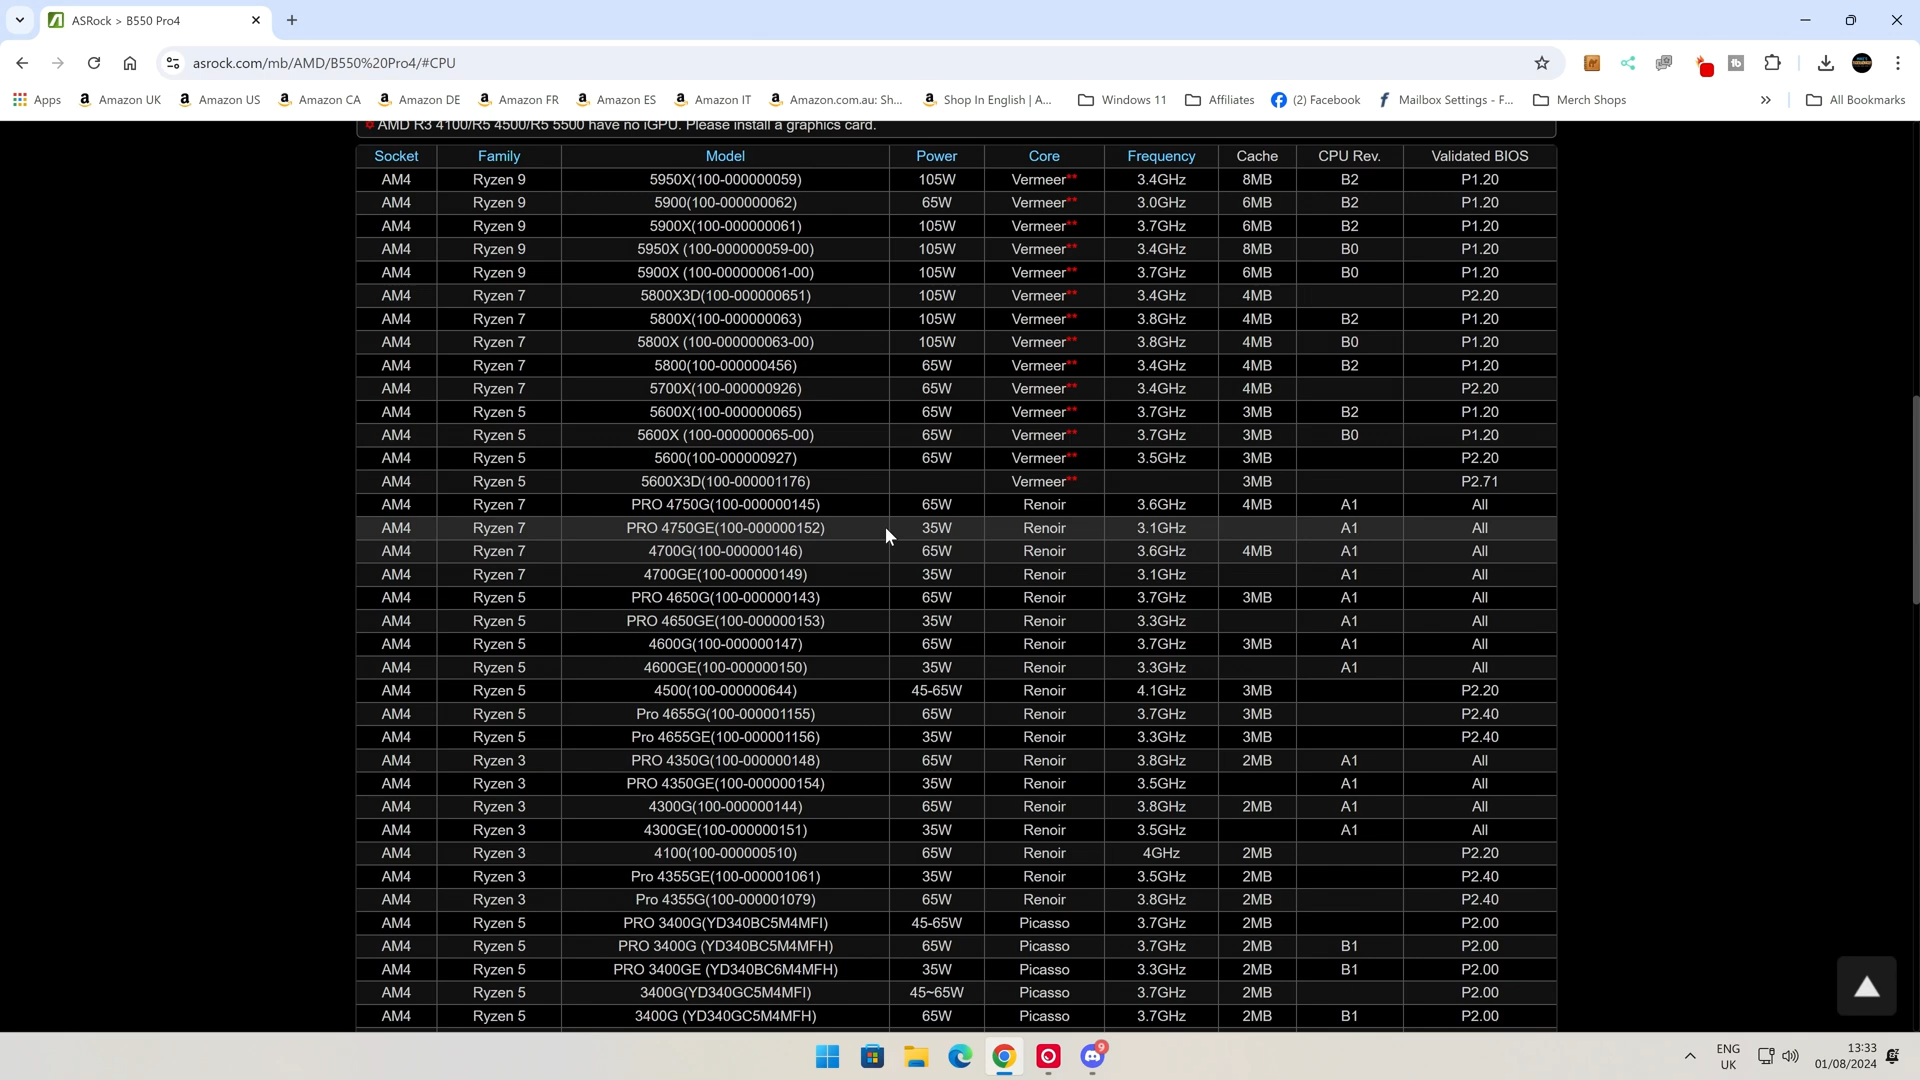 ASRock > B550 Pro4
asrock.com/mb/AMD/B550%20Pro4/#CPU
Apps Amazon UK Amazon US Amazon CA Amazon DE Amazon FR Amazon ES Amazon IT Amazon.com.au: Sh... Shop In English | A... Windows 11 Affiliates (2) Facebook Mailbox Settings - F... Merch Shops » All Bookmarks
AMD R3 4100/R5 4500/R5 5500 have no iGPU. Please install a graphics card.
Socket Family Model Power Core Frequency Cache CPU Rev. Validated BIOS
AM4 Ryzen 9 5950X(100-000000059) 105W Vermeer** 3.4GHz 8MB B2 P1.20
AM4 Ryzen 9 5900(100-000000062) 65W Vermeer** 3.0GHz 6MB B2 P1.20
AM4 Ryzen 9 5900X(100-000000061) 105W Vermeer** 3.7GHz 6MB B2 P1.20
AM4 Ryzen 9 5950X (100-000000059-00) 105W Vermeer** 3.4GHz 8MB B0 P1.20
AM4 Ryzen 9 5900X (100-000000061-00) 105W Vermeer** 3.7GHz 6MB B0 P1.20
AM4 Ryzen 7 5800X3D(100-000000651) 105W Vermeer** 3.4GHz 4MB P2.20
AM4 Ryzen 7 5800X(100-000000063) 105W Vermeer** 3.8GHz 4MB B2 P1.20
AM4 Ryzen 7 5800X (100-000000063-00) 105W Vermeer** 3.8GHz 4MB B0 P1.20
AM4 Ryzen 7 5800(100-000000456) 65W Vermeer** 3.4GHz 4MB B2 P1.20
AM4 Ryzen 7 5700X(100-000000926) 65W Vermeer** 3.4GHz 4MB P2.20
AM4 Ryzen 5 5600X(100-000000065) 65W Vermeer** 3.7GHz 3MB B2 P1.20
AM4 Ryzen 5 5600X (100-000000065-00) 65W Vermeer** 3.7GHz 3MB B0 P1.20
AM4 Ryzen 5 5600(100-000000927) 65W Vermeer** 3.5GHz 3MB P2.20
AM4 Ryzen 5 5600X3D(100-000001176) Vermeer** 3MB P2.71
AM4 Ryzen 7 PRO 4750G(100-000000145) 65W Renoir 3.6GHz 4MB A1 All
AM4 Ryzen 7 PRO 4750GE(100-000000152) 35W Renoir 3.1GHz A1 All
AM4 Ryzen 7 4700G(100-000000146) 65W Renoir 3.6GHz 4MB A1 All
AM4 Ryzen 7 4700GE(100-000000149) 35W Renoir 3.1GHz A1 All
AM4 Ryzen 5 PRO 4650G(100-000000143) 65W Renoir 3.7GHz 3MB A1 All
AM4 Ryzen 5 PRO 4650GE(100-000000153) 35W Renoir 3.3GHz A1 All
AM4 Ryzen 5 4600G(100-000000147) 65W Renoir 3.7GHz 3MB A1 All
AM4 Ryzen 5 4600GE(100-000000150) 35W Renoir 3.3GHz A1 All
AM4 Ryzen 5 4500(100-000000644) 45-65W Renoir 4.1GHz 3MB P2.20
AM4 Ryzen 5 Pro 4655G(100-000001155) 65W Renoir 3.7GHz 3MB P2.40
AM4 Ryzen 5 Pro 4655GE(100-000001156) 35W Renoir 3.3GHz 3MB P2.40
AM4 Ryzen 3 PRO 4350G(100-000000148) 65W Renoir 3.8GHz 2MB A1 All
AM4 Ryzen 3 PRO 4350GE(100-000000154) 35W Renoir 3.5GHz A1 All
AM4 Ryzen 3 4300G(100-000000144) 65W Renoir 3.8GHz 2MB A1 All
AM4 Ryzen 3 4300GE(100-000000151) 35W Renoir 3.5GHz A1 All
AM4 Ryzen 3 4100(100-000000510) 65W Renoir 4GHz 2MB P2.20
AM4 Ryzen 3 Pro 4355GE(100-000001061) 35W Renoir 3.5GHz 2MB P2.40
AM4 Ryzen 3 Pro 4355G(100-000001079) 65W Renoir 3.8GHz 2MB P2.40
AM4 Ryzen 5 PRO 3400G(YD340BC5M4MFI) 45-65W Picasso 3.7GHz 2MB P2.00
AM4 Ryzen 5 PRO 3400G (YD340BC5M4MFH) 65W Picasso 3.7GHz 2MB B1 P2.00
AM4 Ryzen 5 PRO 3400GE (YD340BC6M4MFH) 35W Picasso 3.3GHz 2MB B1 P2.00
AM4 Ryzen 5 3400G(YD340GC5M4MFI) 45~65W Picasso 3.7GHz 2MB P2.00
AM4 Ryzen 5 3400G (YD340GC5M4MFH) 65W Picasso 3.7GHz 2MB B1 P2.00
9
ENG
UK
13:33
01/08/2024